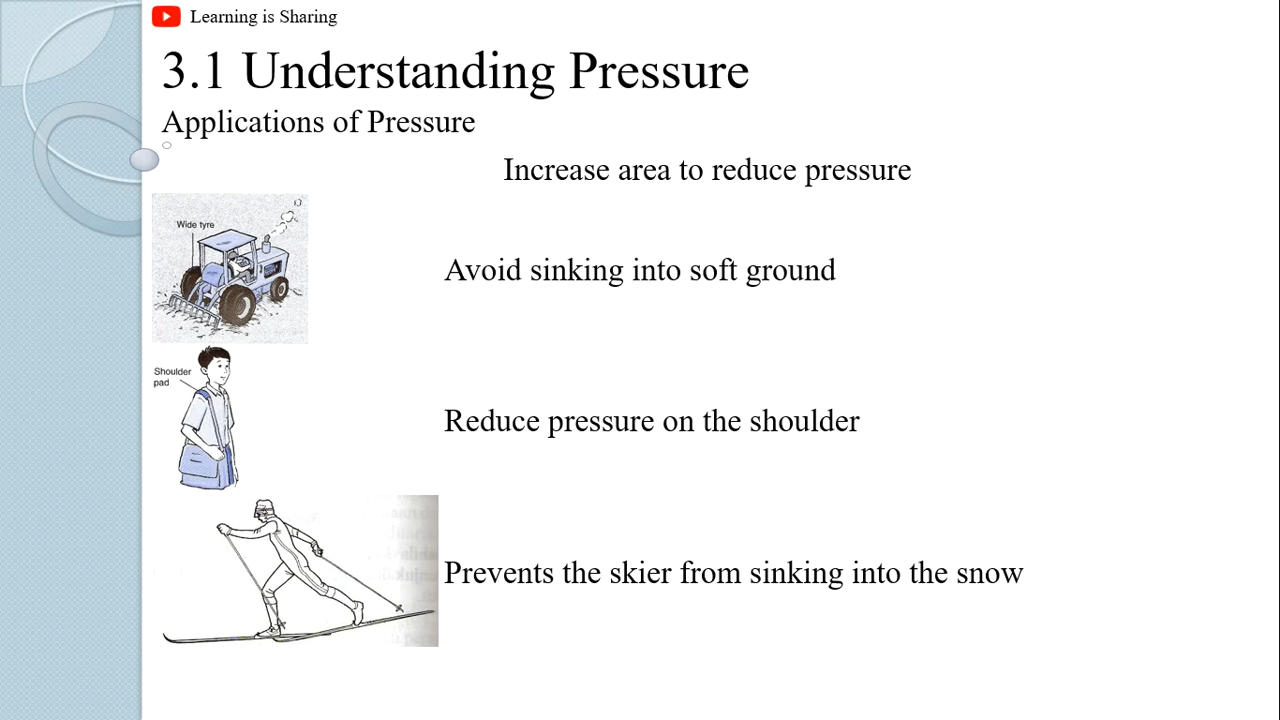 Learning is Sharing
3.1 Understanding Pressure
Applications of Pressure
Increase area to reduce pressure
Wide tyre
Avoid sinking into soft ground
Shoulder
pad
Reduce pressure on the shoulder
Prevents the skier from sinking into the snow